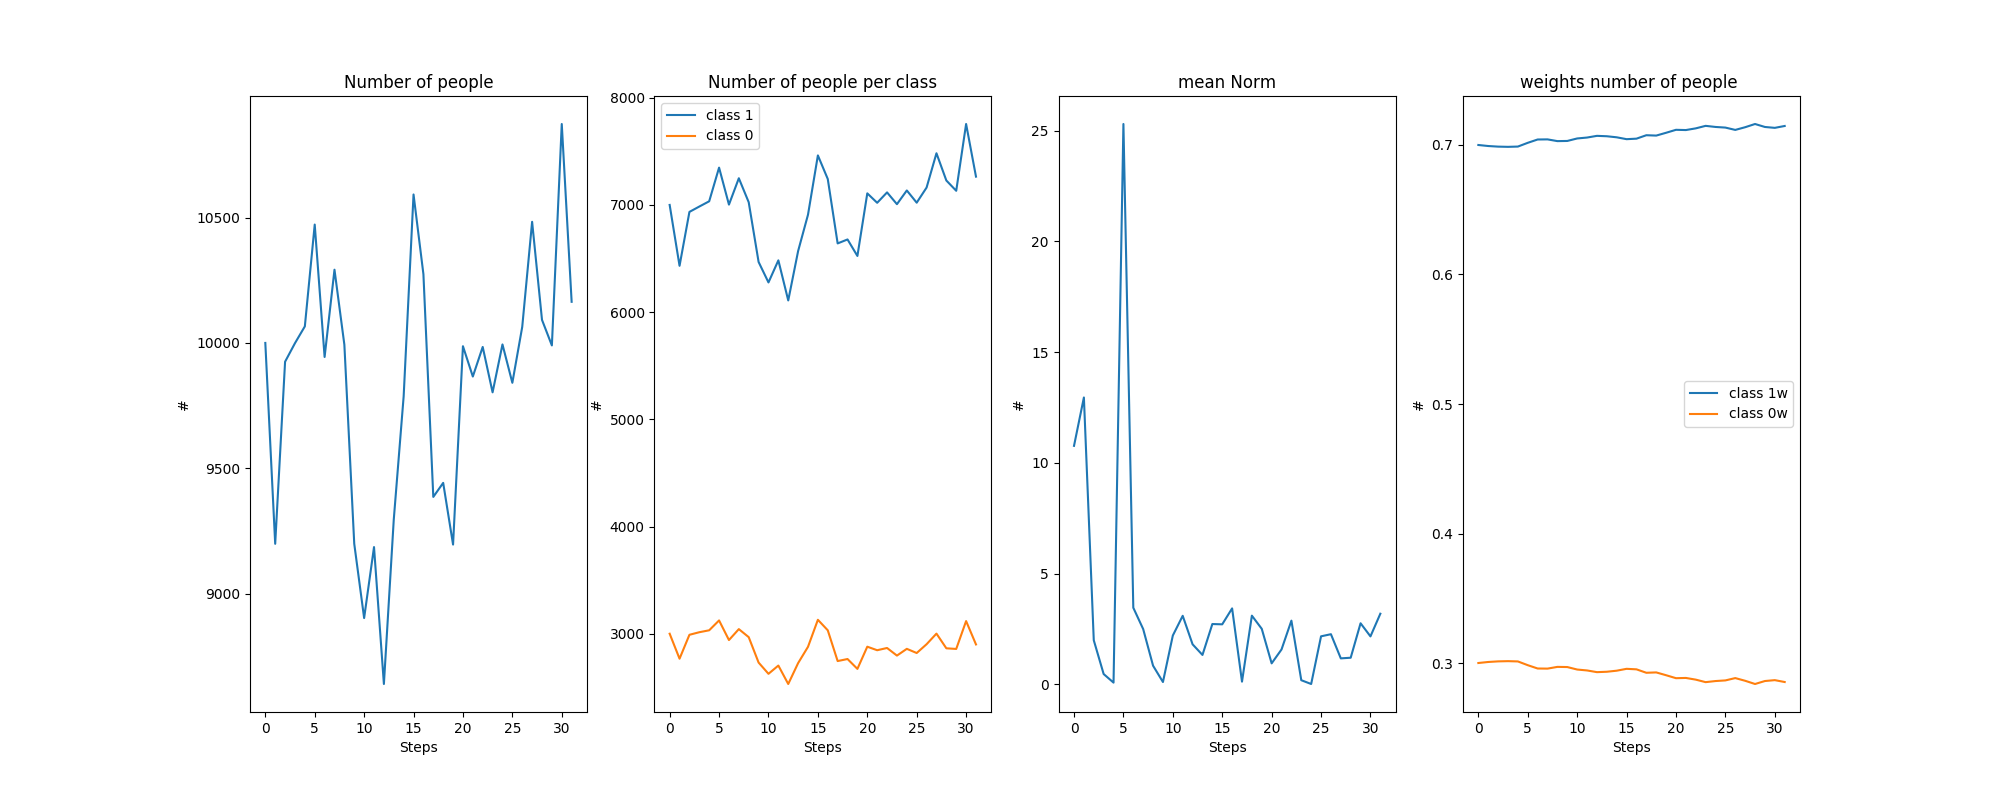 Number of people
10500
10000
9500
9000
#
0 5 10 15 20 25 30
Steps
Number of people per class
class 1
class 0
8000
7000
6000
5000
4000
3000
#
0 5 10 15 20 25 30
Steps
mean Norm
25
20
15
10
5
0
#
0 5 10 15 20 25 30
Steps
weights number of people
0.7
0.6
0.5
0.4
0.3
#
class 1w
class 0w
0 5 10 15 20 25 30
Steps